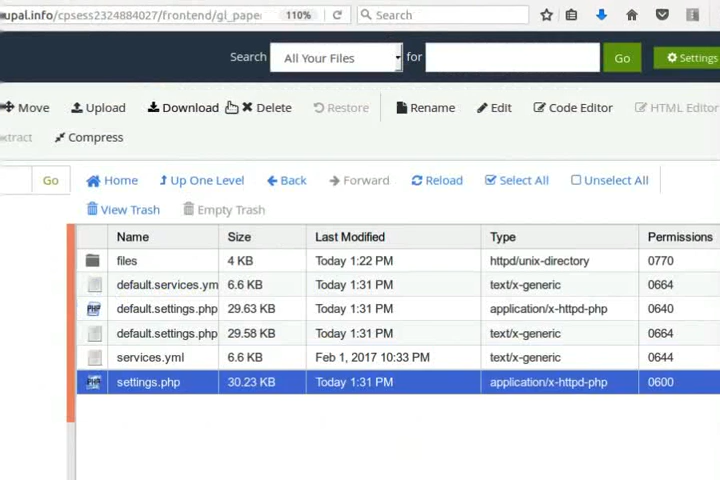 upal.info/cpsess2324884027/frontend/gl_pape 110% Search
Search All Your Files for Go Settings
Move Upload Download Delete Restore Rename Edit Code Editor HTML Editor
xtract Compress
Go Home Up One Level Back Forward Reload Select All Unselect All
View Trash Empty Trash
Name Size Last Modified Type Permissions
files 4 KB Today 1:22 PM httpd/unix-directory 0770
default.services.ym 6.6 KB Today 1:31 PM text/x-generic 0664
default.settings.php 29.63 KB Today 1:31 PM application/x-httpd-php 0640
default.settings.php 29.58 KB Today 1:31 PM text/x-generic 0664
services.yml 6.6 KB Feb 1, 2017 10:33 PM text/x-generic 0644
settings.php 30.23 KB Today 1:31 PM application/x-httpd-php 0600